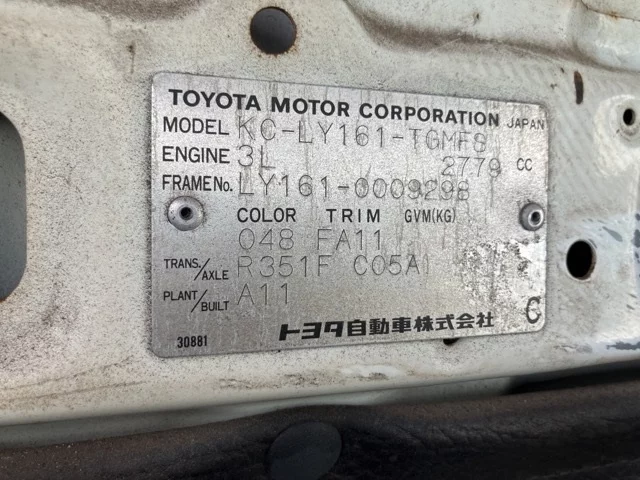 TOYOTA MOTOR CORPORATION JAPAN
MODEL KC-LY161-TGMFS
ENGINE 3L 2779 CC
FRAME No. LY161-0009298
COLOR TRIM GVM(KG)
048 FA11
TRANS./AXLE R351F C05A
PLANT/BUILT A11
30881 トヨタ自動車株式会社 C